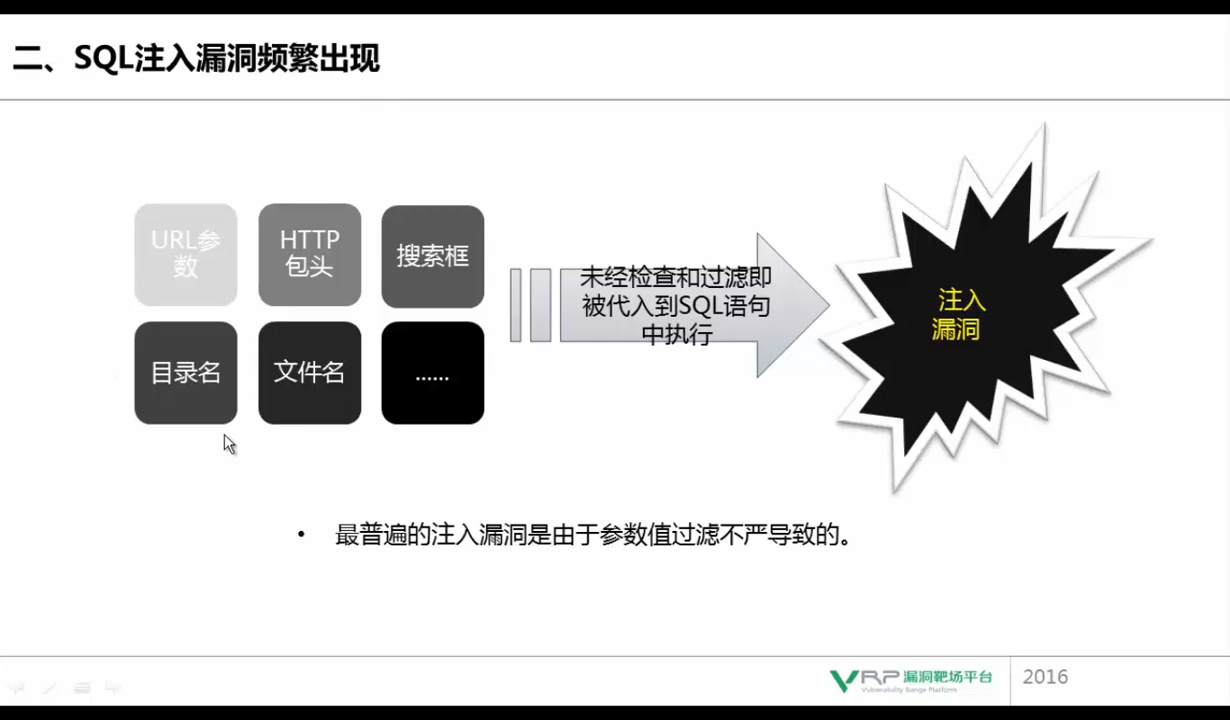 二、SQL注入漏洞频繁出现
URL参
数
HTTP
包头
搜索框
目录名
文件名
......
未经检查和过滤即
被代入到SQL语句
中执行
注入
漏洞
• 最普遍的注入漏洞是由于参数值过滤不严导致的。
VRP 漏洞靶场平台
Vulnerability Range Platform
2016